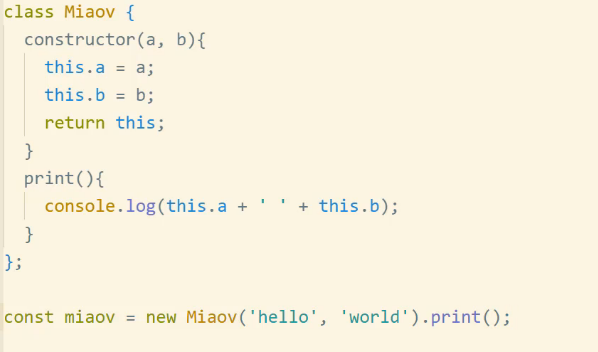 class Miaov {
  constructor(a, b){
    this.a = a;
    this.b = b;
    return this;
  }
  print(){
    console.log(this.a + ' ' + this.b);
  }
};
const miaov = new Miaov('hello', 'world').print();